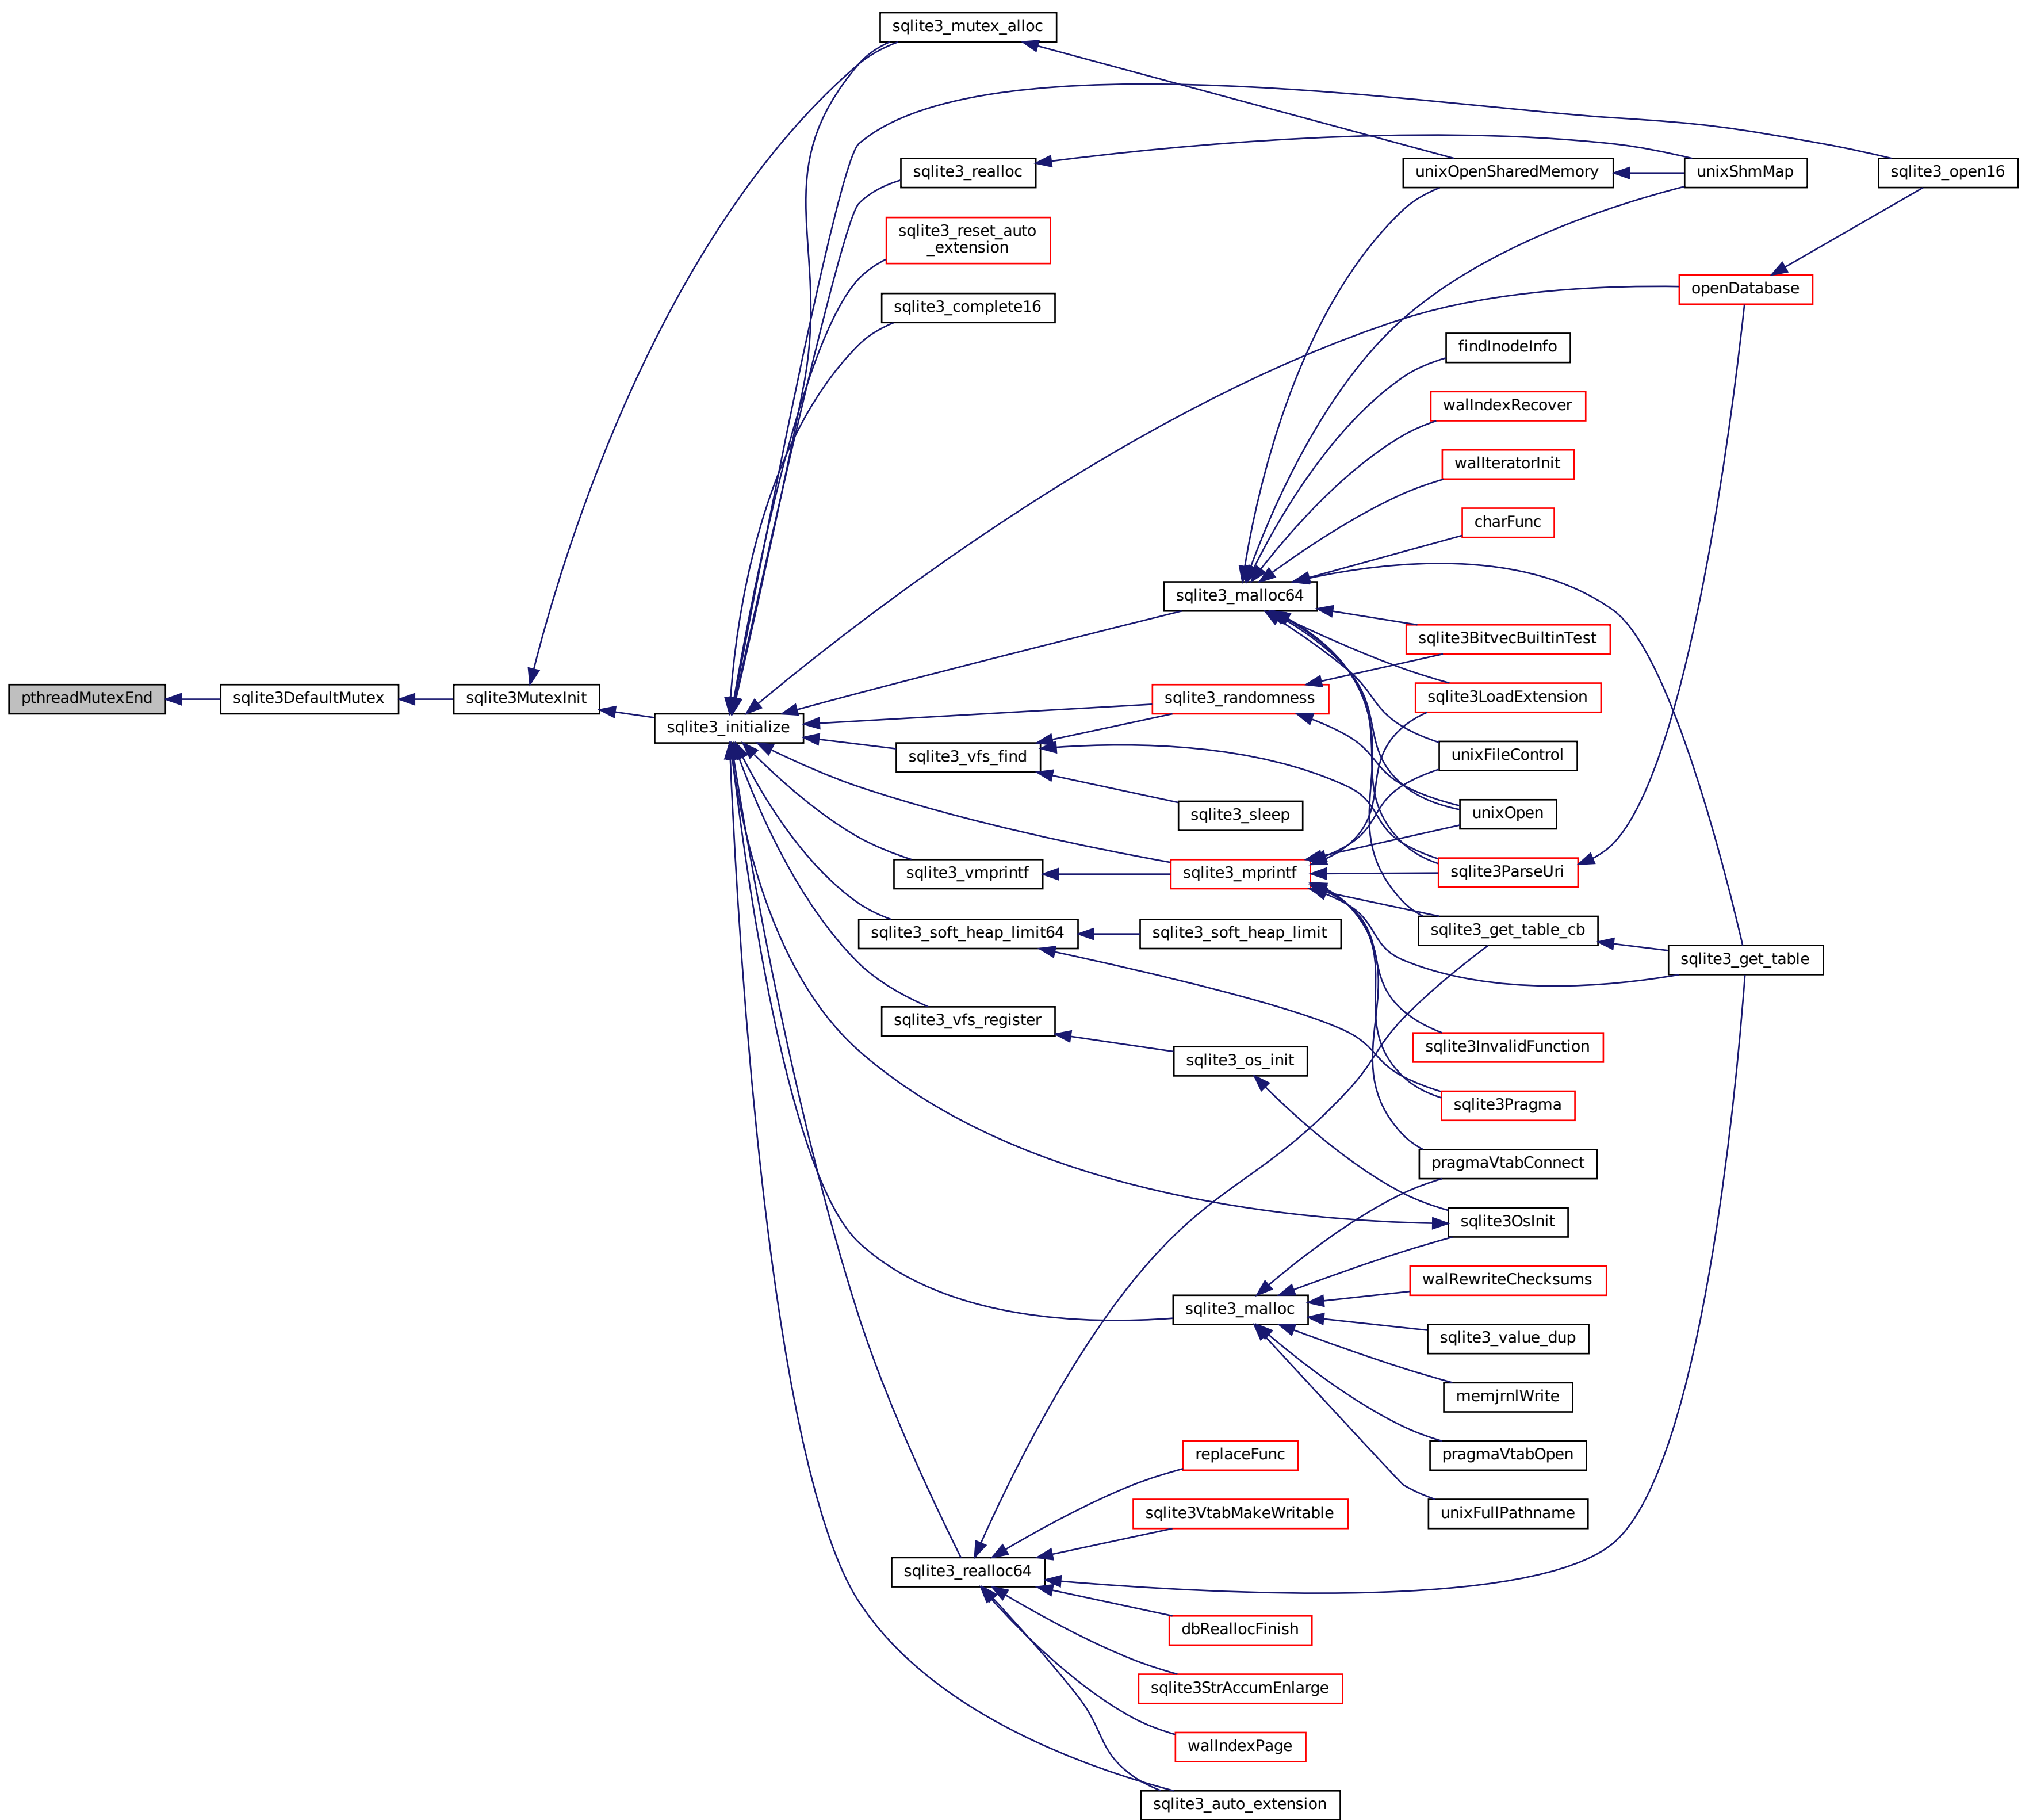 sqlite3_mutex_alloc
sqlite3_realloc
unixOpenSharedMemory
unixShmMap
sqlite3_open16
sqlite3_reset_auto
_extension
sqlite3_complete16
openDatabase
findInodeInfo
walIndexRecover
walIteratorInit
charFunc
sqlite3_malloc64
sqlite3BitvecBuiltinTest
pthreadMutexEnd
sqlite3DefaultMutex
sqlite3MutexInit
sqlite3_initialize
sqlite3_randomness
sqlite3LoadExtension
sqlite3_vfs_find
unixFileControl
sqlite3_sleep
unixOpen
sqlite3_vmprintf
sqlite3_mprintf
sqlite3ParseUri
sqlite3_soft_heap_limit64
sqlite3_soft_heap_limit
sqlite3_get_table_cb
sqlite3_get_table
sqlite3_vfs_register
sqlite3InvalidFunction
sqlite3_os_init
sqlite3Pragma
pragmaVtabConnect
sqlite3OsInit
walRewriteChecksums
sqlite3_malloc
sqlite3_value_dup
memjrnlWrite
replaceFunc
pragmaVtabOpen
sqlite3VtabMakeWritable
unixFullPathname
sqlite3_realloc64
dbReallocFinish
sqlite3StrAccumEnlarge
walIndexPage
sqlite3_auto_extension